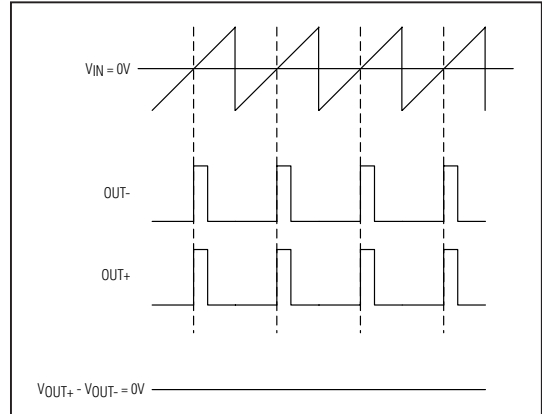 VIN = 0V
OUT-
OUT+
VOUT+ - VOUT- = 0V